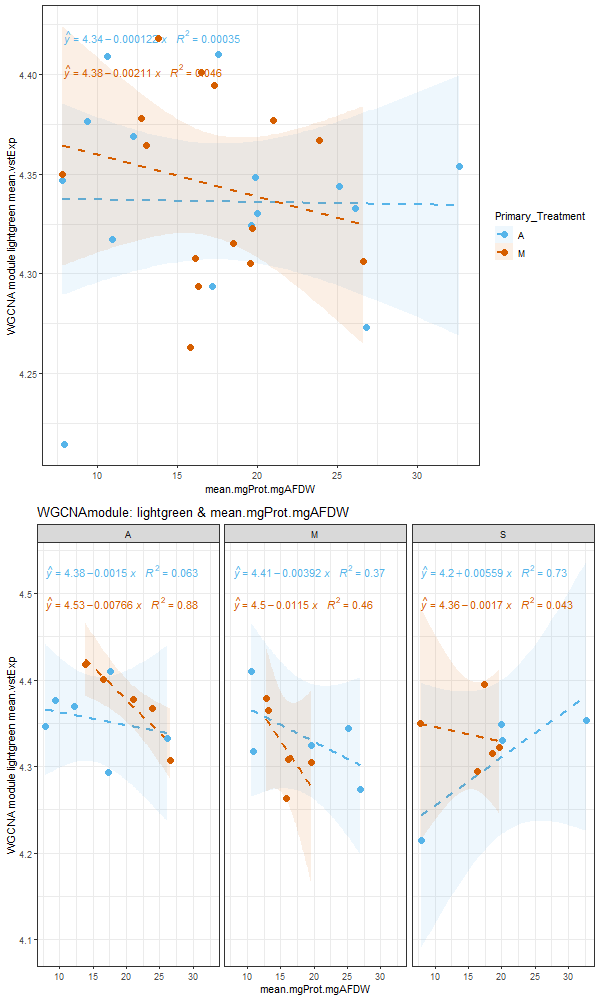 ŷ = 4.34−0.000122 x R² = 0.00035
ŷ = 4.38−0.00211 x R² = 0.046
4.40
4.35
4.30
4.25
WGCNA module lightgreen mean.vstExp
10 15 20 25 30
mean.mgProt.mgAFDW
Primary_Treatment
A
M
WGCNAmodule: lightgreen & mean.mgProt.mgAFDW
A M S
ŷ = 4.38−0.0015 x R² = 0.063
ŷ = 4.53−0.00766 x R² = 0.88
ŷ = 4.41−0.00392 x R² = 0.37
ŷ = 4.5−0.0115 x R² = 0.46
ŷ = 4.2+0.00559 x R² = 0.73
ŷ = 4.36−0.0017 x R² = 0.043
4.5
4.4
4.3
4.2
4.1
WGCNA module lightgreen mean.vstExp
10 15 20 25 30 10 15 20 25 30 10 15 20 25 30
mean.mgProt.mgAFDW